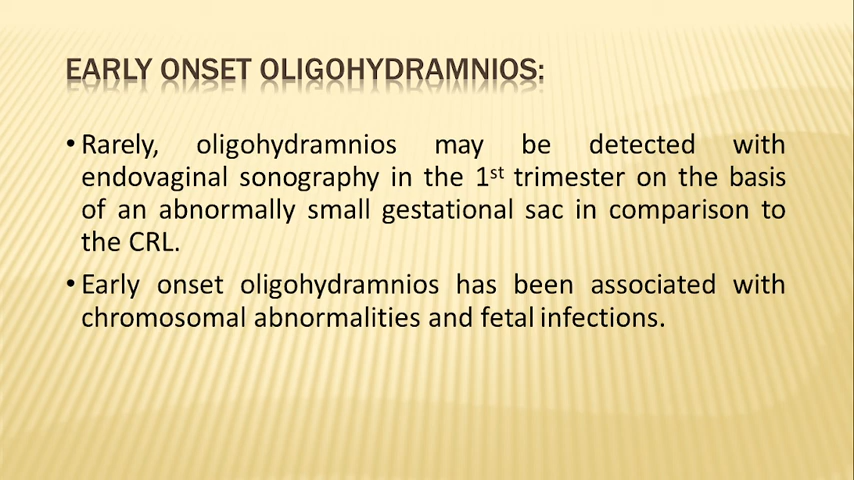 EARLY ONSET OLIGOHYDRAMNIOS:
• Rarely, oligohydramnios may be detected with
endovaginal sonography in the 1st trimester on the basis
of an abnormally small gestational sac in comparison to
the CRL.
• Early onset oligohydramnios has been associated with
chromosomal abnormalities and fetal infections.